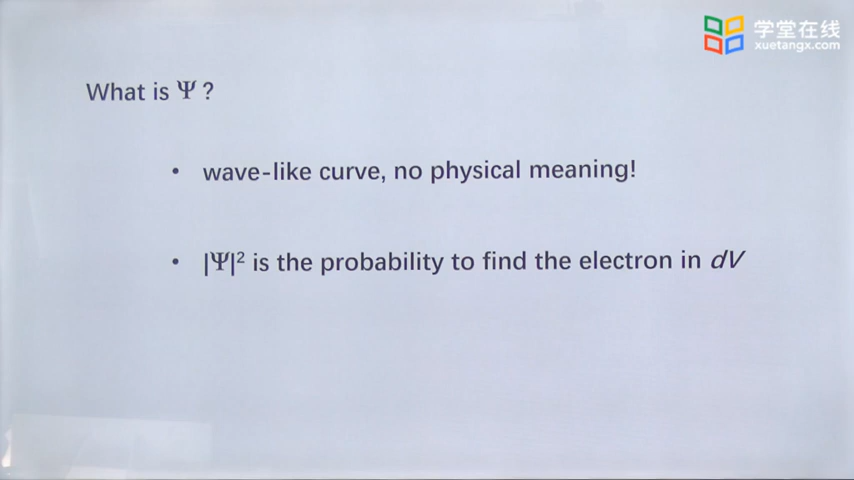 学堂在线
xuetangx.com
What is Ψ ?
• wave-like curve, no physical meaning!
• |Ψ|² is the probability to find the electron in dV